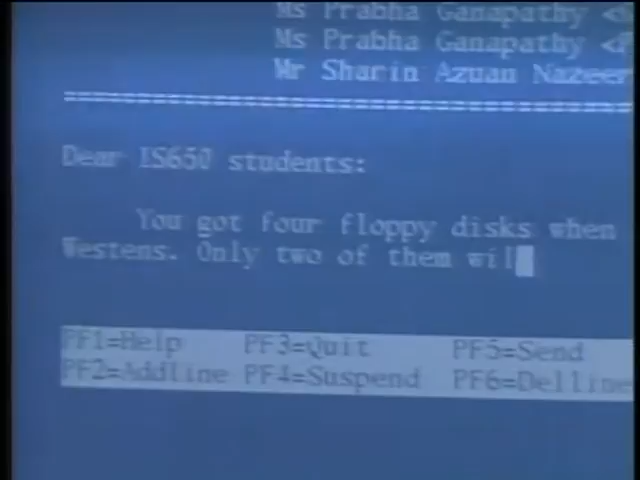 Ms Prabha Ganapathy <
Ms Prabha Ganapathy <
Mr Sharin Azuan Nazeer
Dear IS650 students:
You got four floppy disks when
Westens. Only two of them wil
PF1=Help PF3=Quit PF5=Send
PF2=Addline PF4=Suspend PF6=Delline